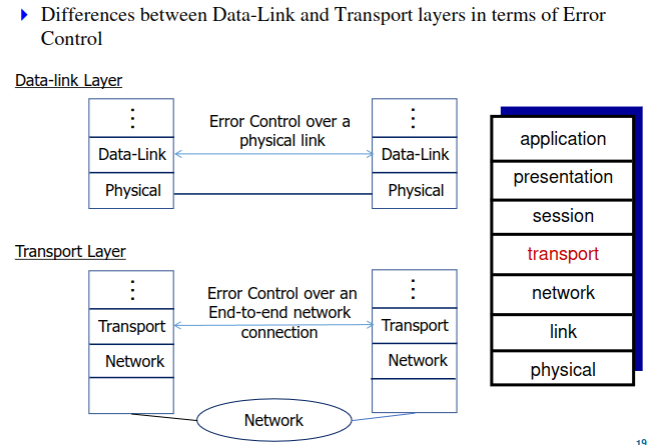 Differences between Data-Link and Transport layers in terms of Error
Control
Data-link Layer
⋮
Data-Link
Physical
Error Control over a
physical link
⋮
Data-Link
Physical
Transport Layer
⋮
Transport
Network
Error Control over an
End-to-end network
connection
⋮
Transport
Network
Network
application
presentation
session
transport
network
link
physical
19